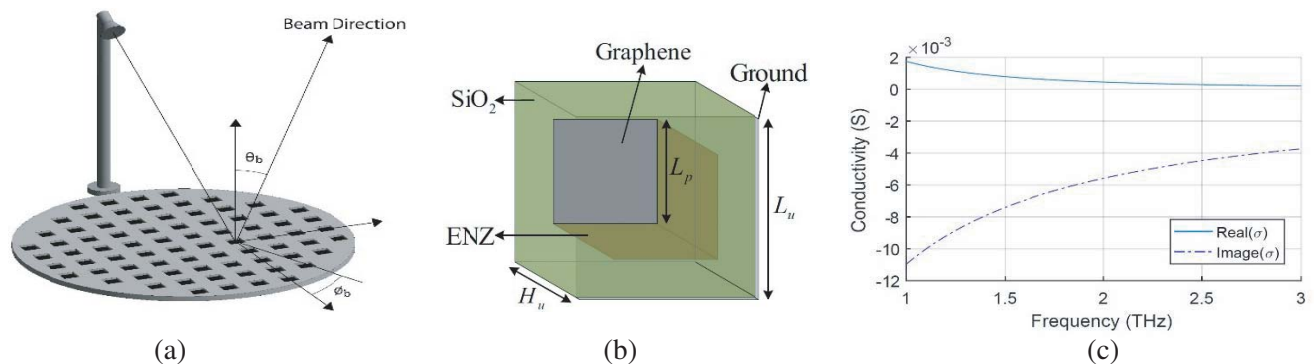 Beam Direction
θb
ϕb
(a)
Graphene
Ground
SiO2
Lp
Lu
ENZ
Hu
(b)
×10-3
2
0
-2
-4
-6
-8
-10
-12
Conductivity (S)
Real(σ)
Image(σ)
1 1.5 2 2.5 3
Frequency (THz)
(c)